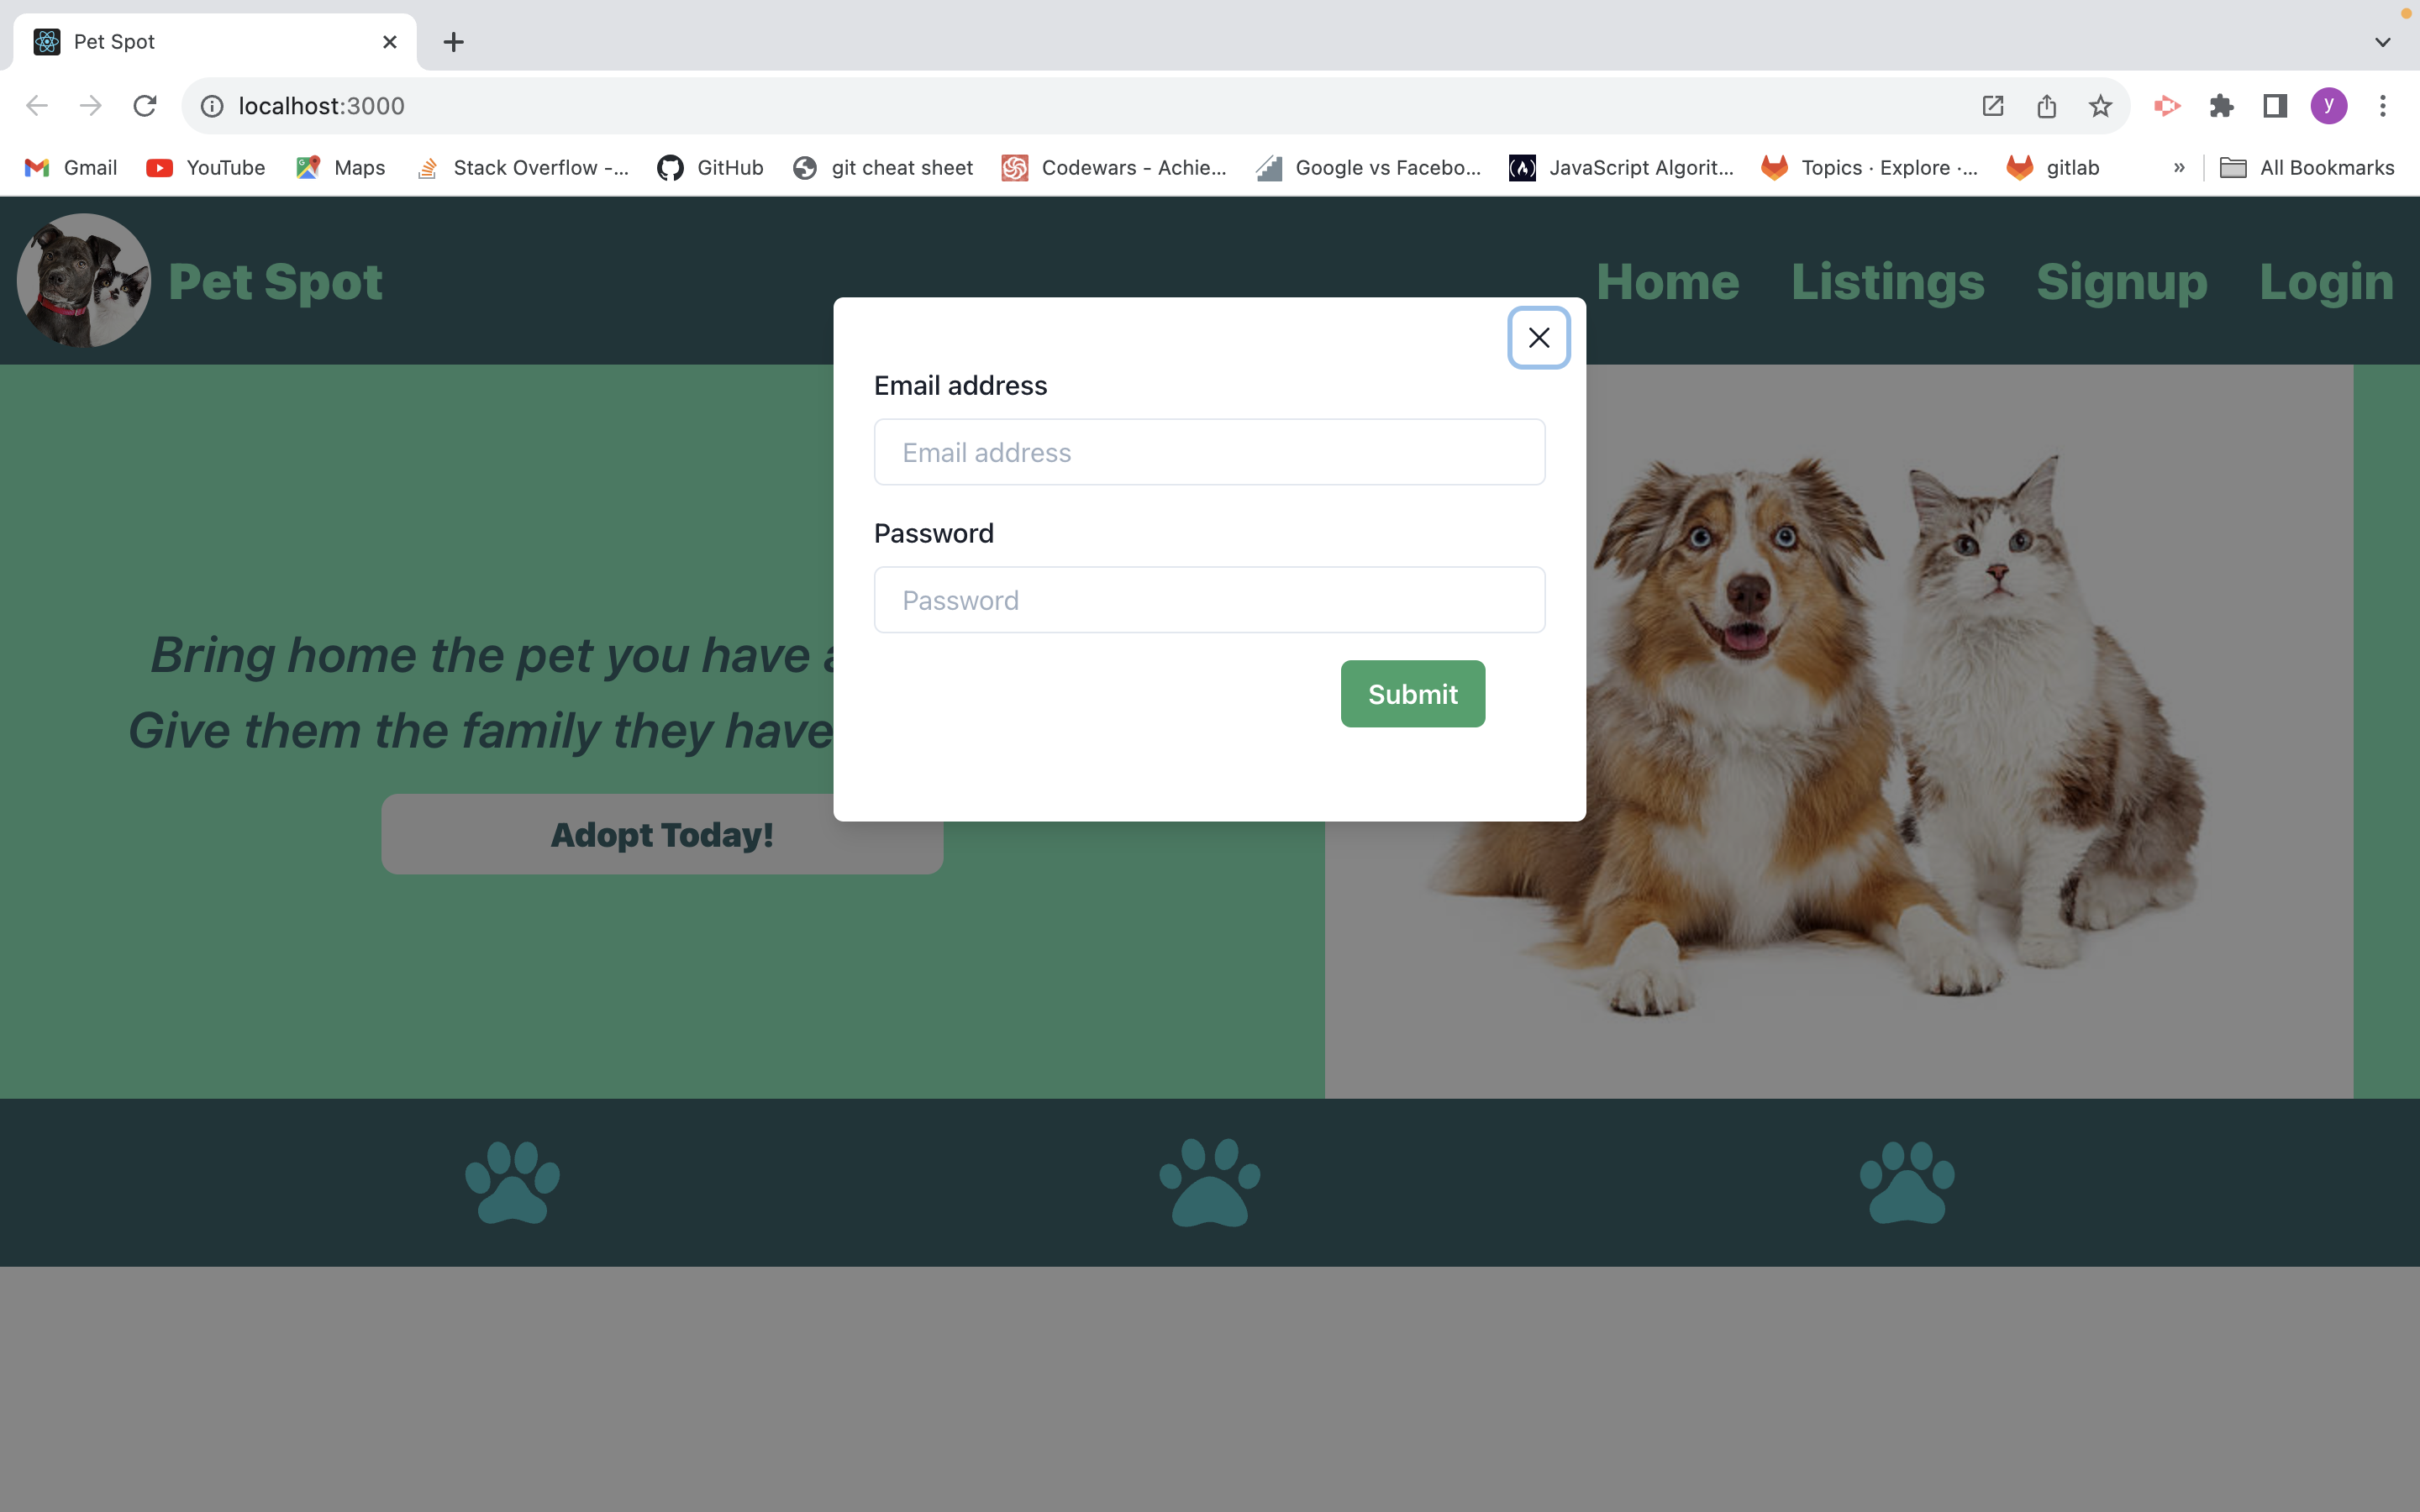 Pet Spot
localhost:3000
y
Gmail
YouTube
Maps
Stack Overflow -...
GitHub
git cheat sheet
Codewars - Achie...
Google vs Facebo...
JavaScript Algorit...
Topics · Explore ·...
gitlab
»
All Bookmarks
Pet Spot
Home
Listings
Signup
Login
Email address
Email address
Password
Password
Submit
Bring home the pet you have
Give them the family they have
Adopt Today!